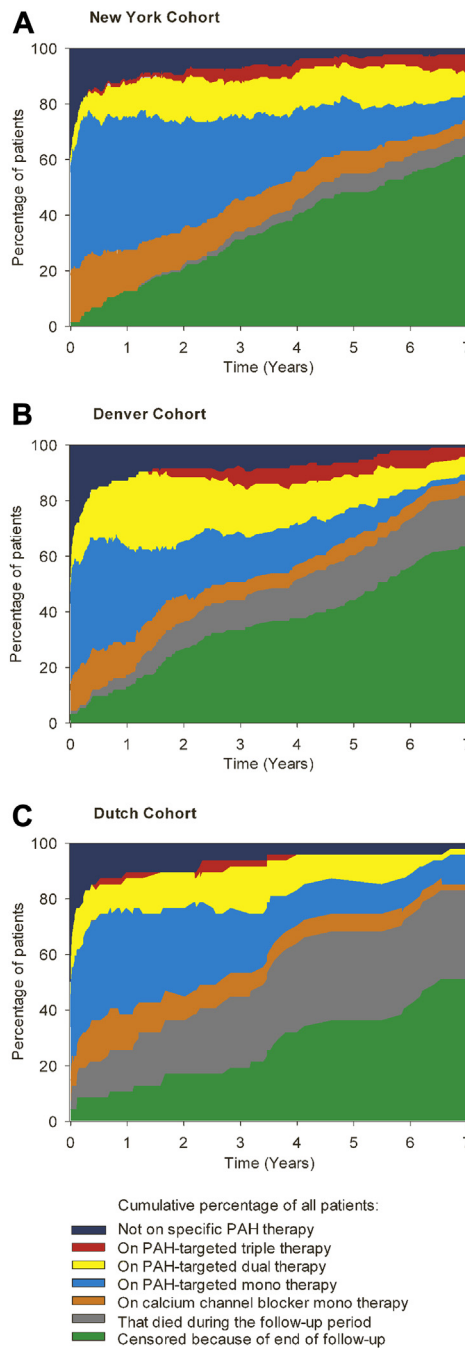 A
New York Cohort
Percentage of patients
100
80
60
40
20
0
0 1 2 3 4 5 6 7
Time (Years)
B
Denver Cohort
Percentage of patients
100
80
60
40
20
0
0 1 2 3 4 5 6 7
Time (Years)
C
Dutch Cohort
Percentage of patients
100
80
60
40
20
0
0 1 2 3 4 5 6 7
Time (Years)
Cumulative percentage of all patients:
Not on specific PAH therapy
On PAH-targeted triple therapy
On PAH-targeted dual therapy
On PAH-targeted mono therapy
On calcium channel blocker mono therapy
That died during the follow-up period
Censored because of end of follow-up